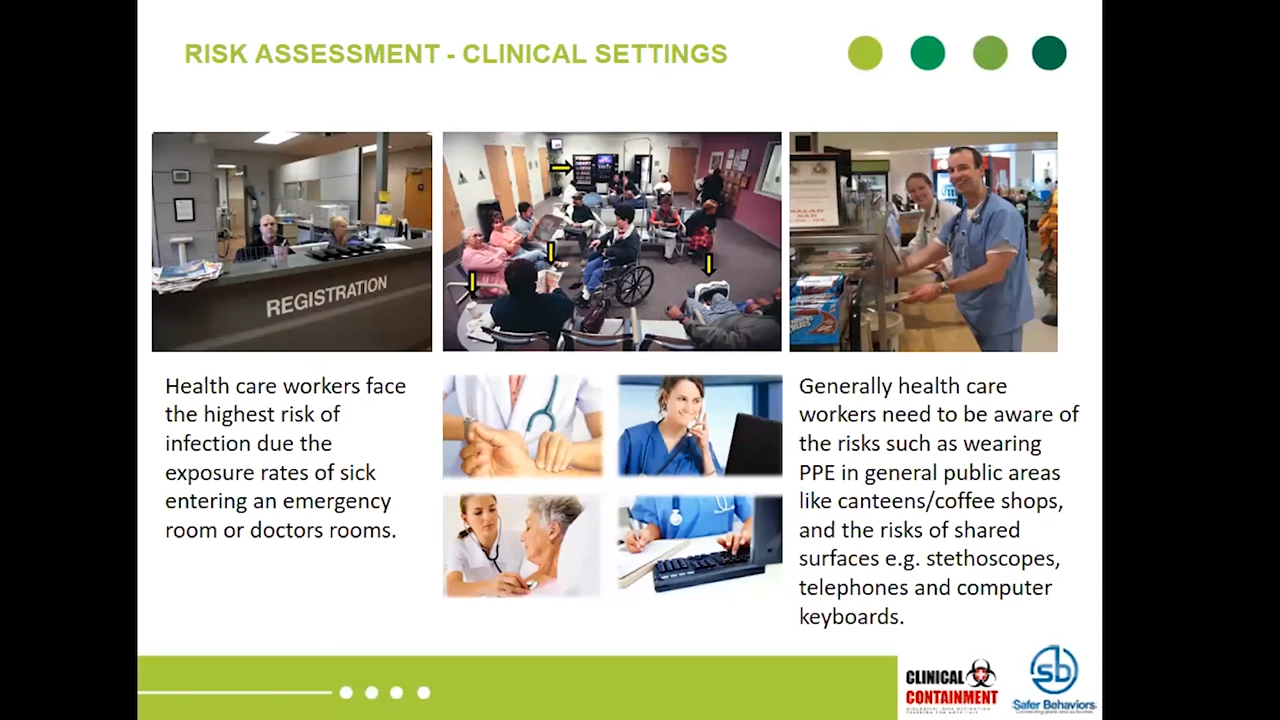 RISK ASSESSMENT - CLINICAL SETTINGS
REGISTRATION
Health care workers face
the highest risk of
infection due the
exposure rates of sick
entering an emergency
room or doctors rooms.
Generally health care
workers need to be aware of
the risks such as wearing
PPE in general public areas
like canteens/coffee shops,
and the risks of shared
surfaces e.g. stethoscopes,
telephones and computer
keyboards.
CLINICAL
CONTAINMENT
sb
Safer Behaviors